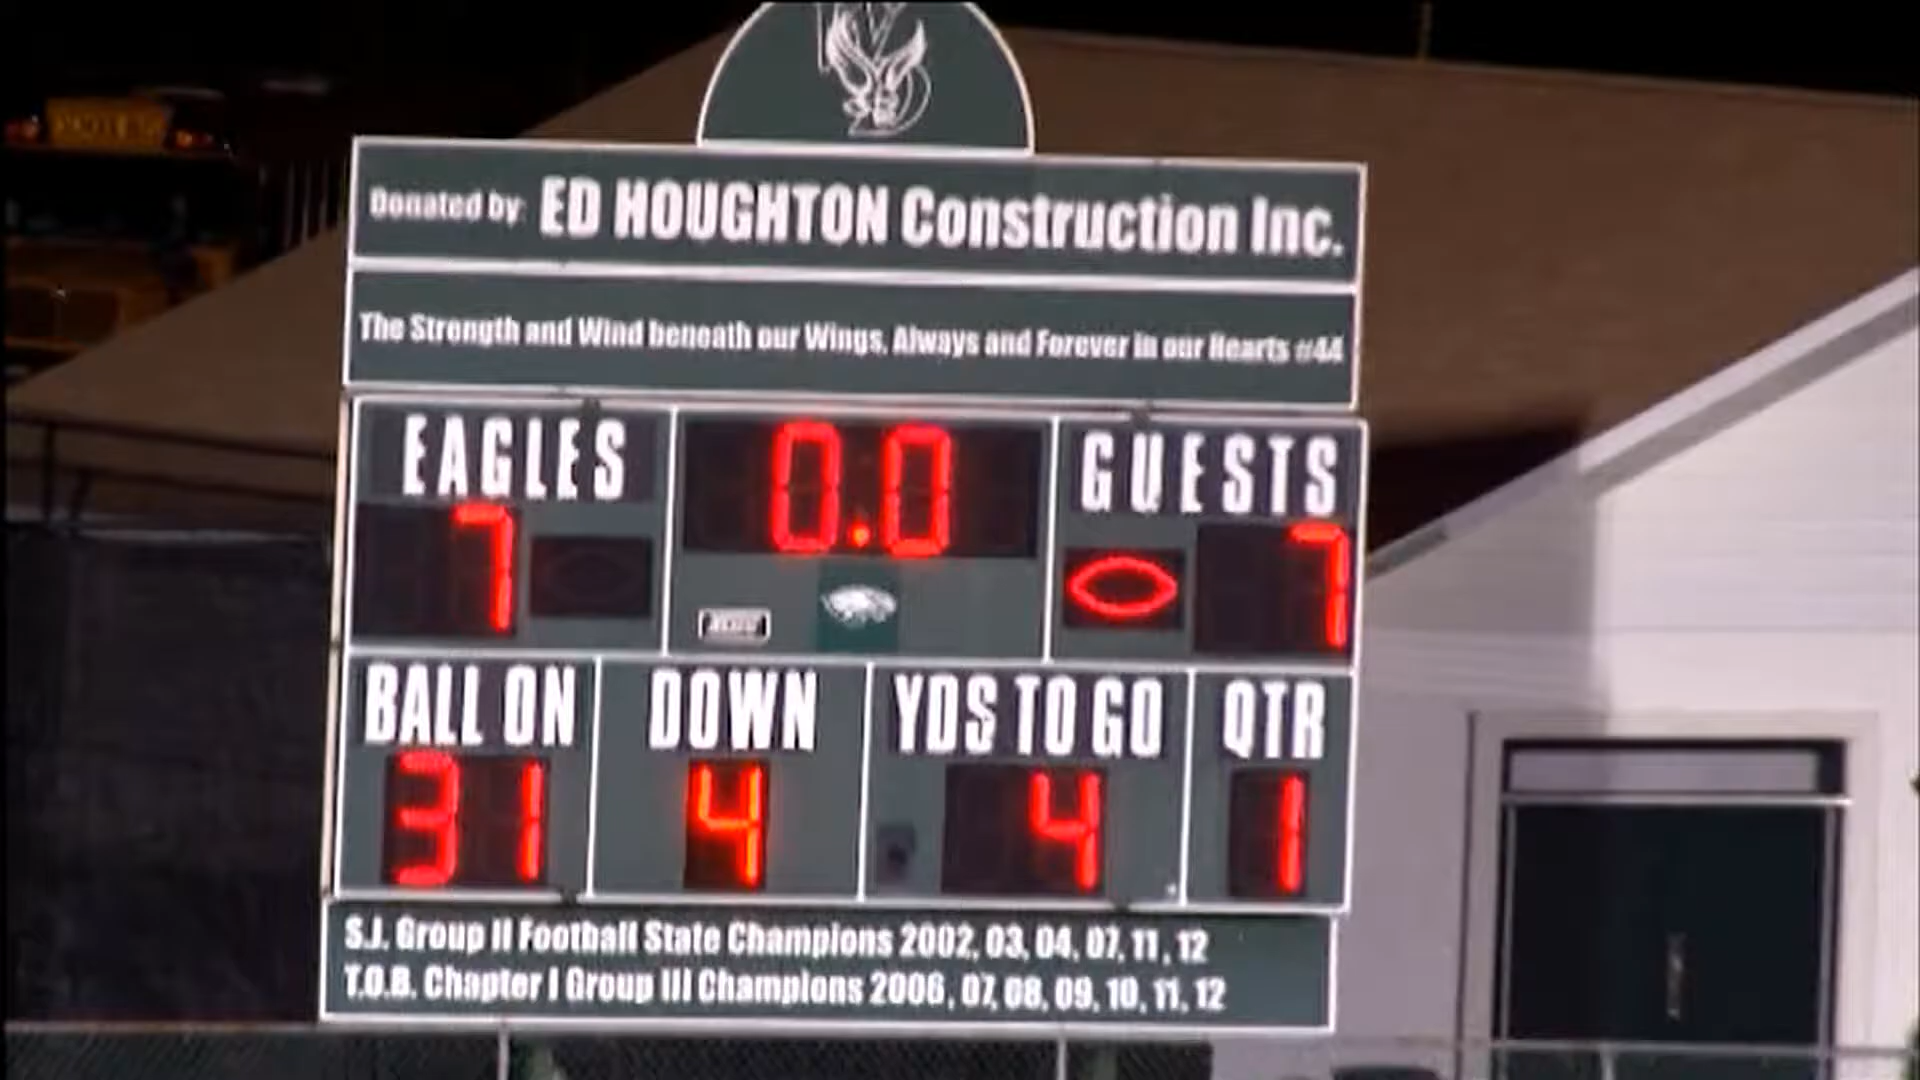 Donated by: ED HOUGHTON Construction Inc.
The Strength and Wind beneath our Wings, Always and Forever in our Hearts #44
EAGLES 0.0 GUESTS
7 7
BALL ON DOWN YDS TO GO QTR
31 4 4 1
S.J. Group II Football State Champions 2002, 03, 04, 07, 11, 12
T.O.B. Chapter I Group III Champions 2006, 07, 08, 09, 10, 11, 12